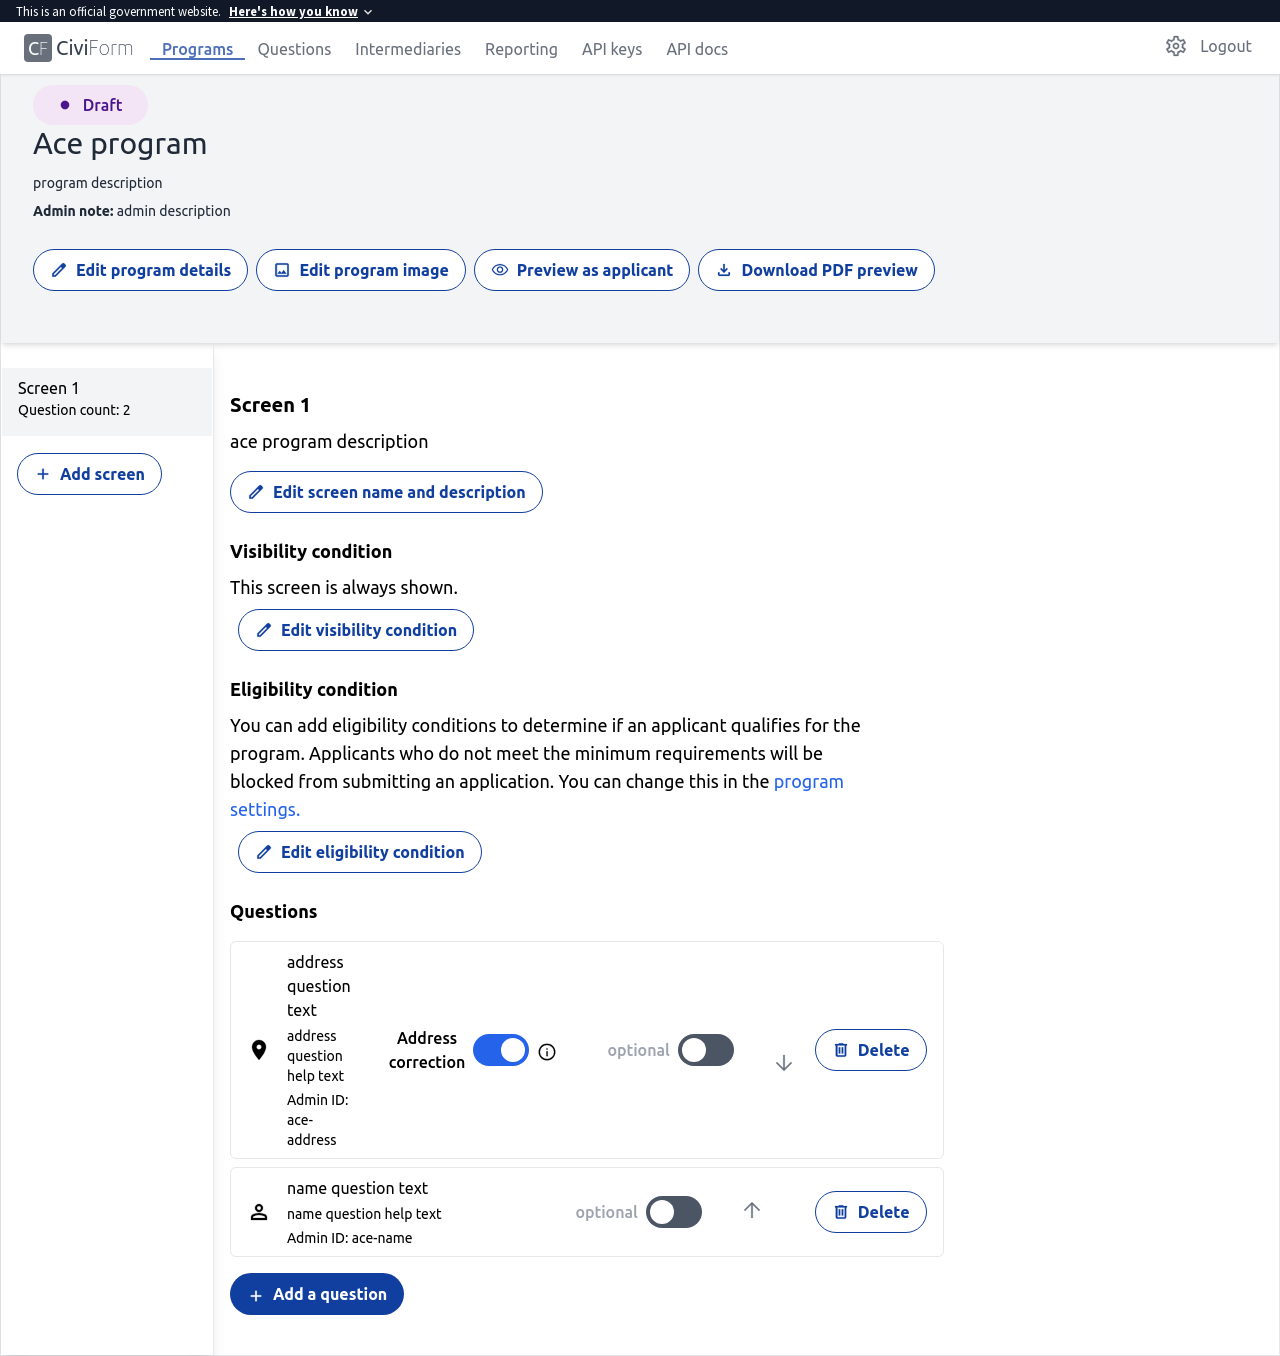 This is an official government website. Here's how you know
CF CiviForm Programs Questions Intermediaries Reporting API keys API docs Logout
Draft
Ace program
program description
Admin note: admin description
Edit program details Edit program image Preview as applicant Download PDF preview
Screen 1
Question count: 2
Add screen
Screen 1
ace program description
Edit screen name and description
Visibility condition
This screen is always shown.
Edit visibility condition
Eligibility condition
You can add eligibility conditions to determine if an applicant qualifies for the
program. Applicants who do not meet the minimum requirements will be
blocked from submitting an application. You can change this in the program
settings.
Edit eligibility condition
Questions
address
question
text
address
question
help text
Admin ID:
ace-
address
Address
correction
optional
Delete
name question text
name question help text
Admin ID: ace-name
optional
Delete
Add a question